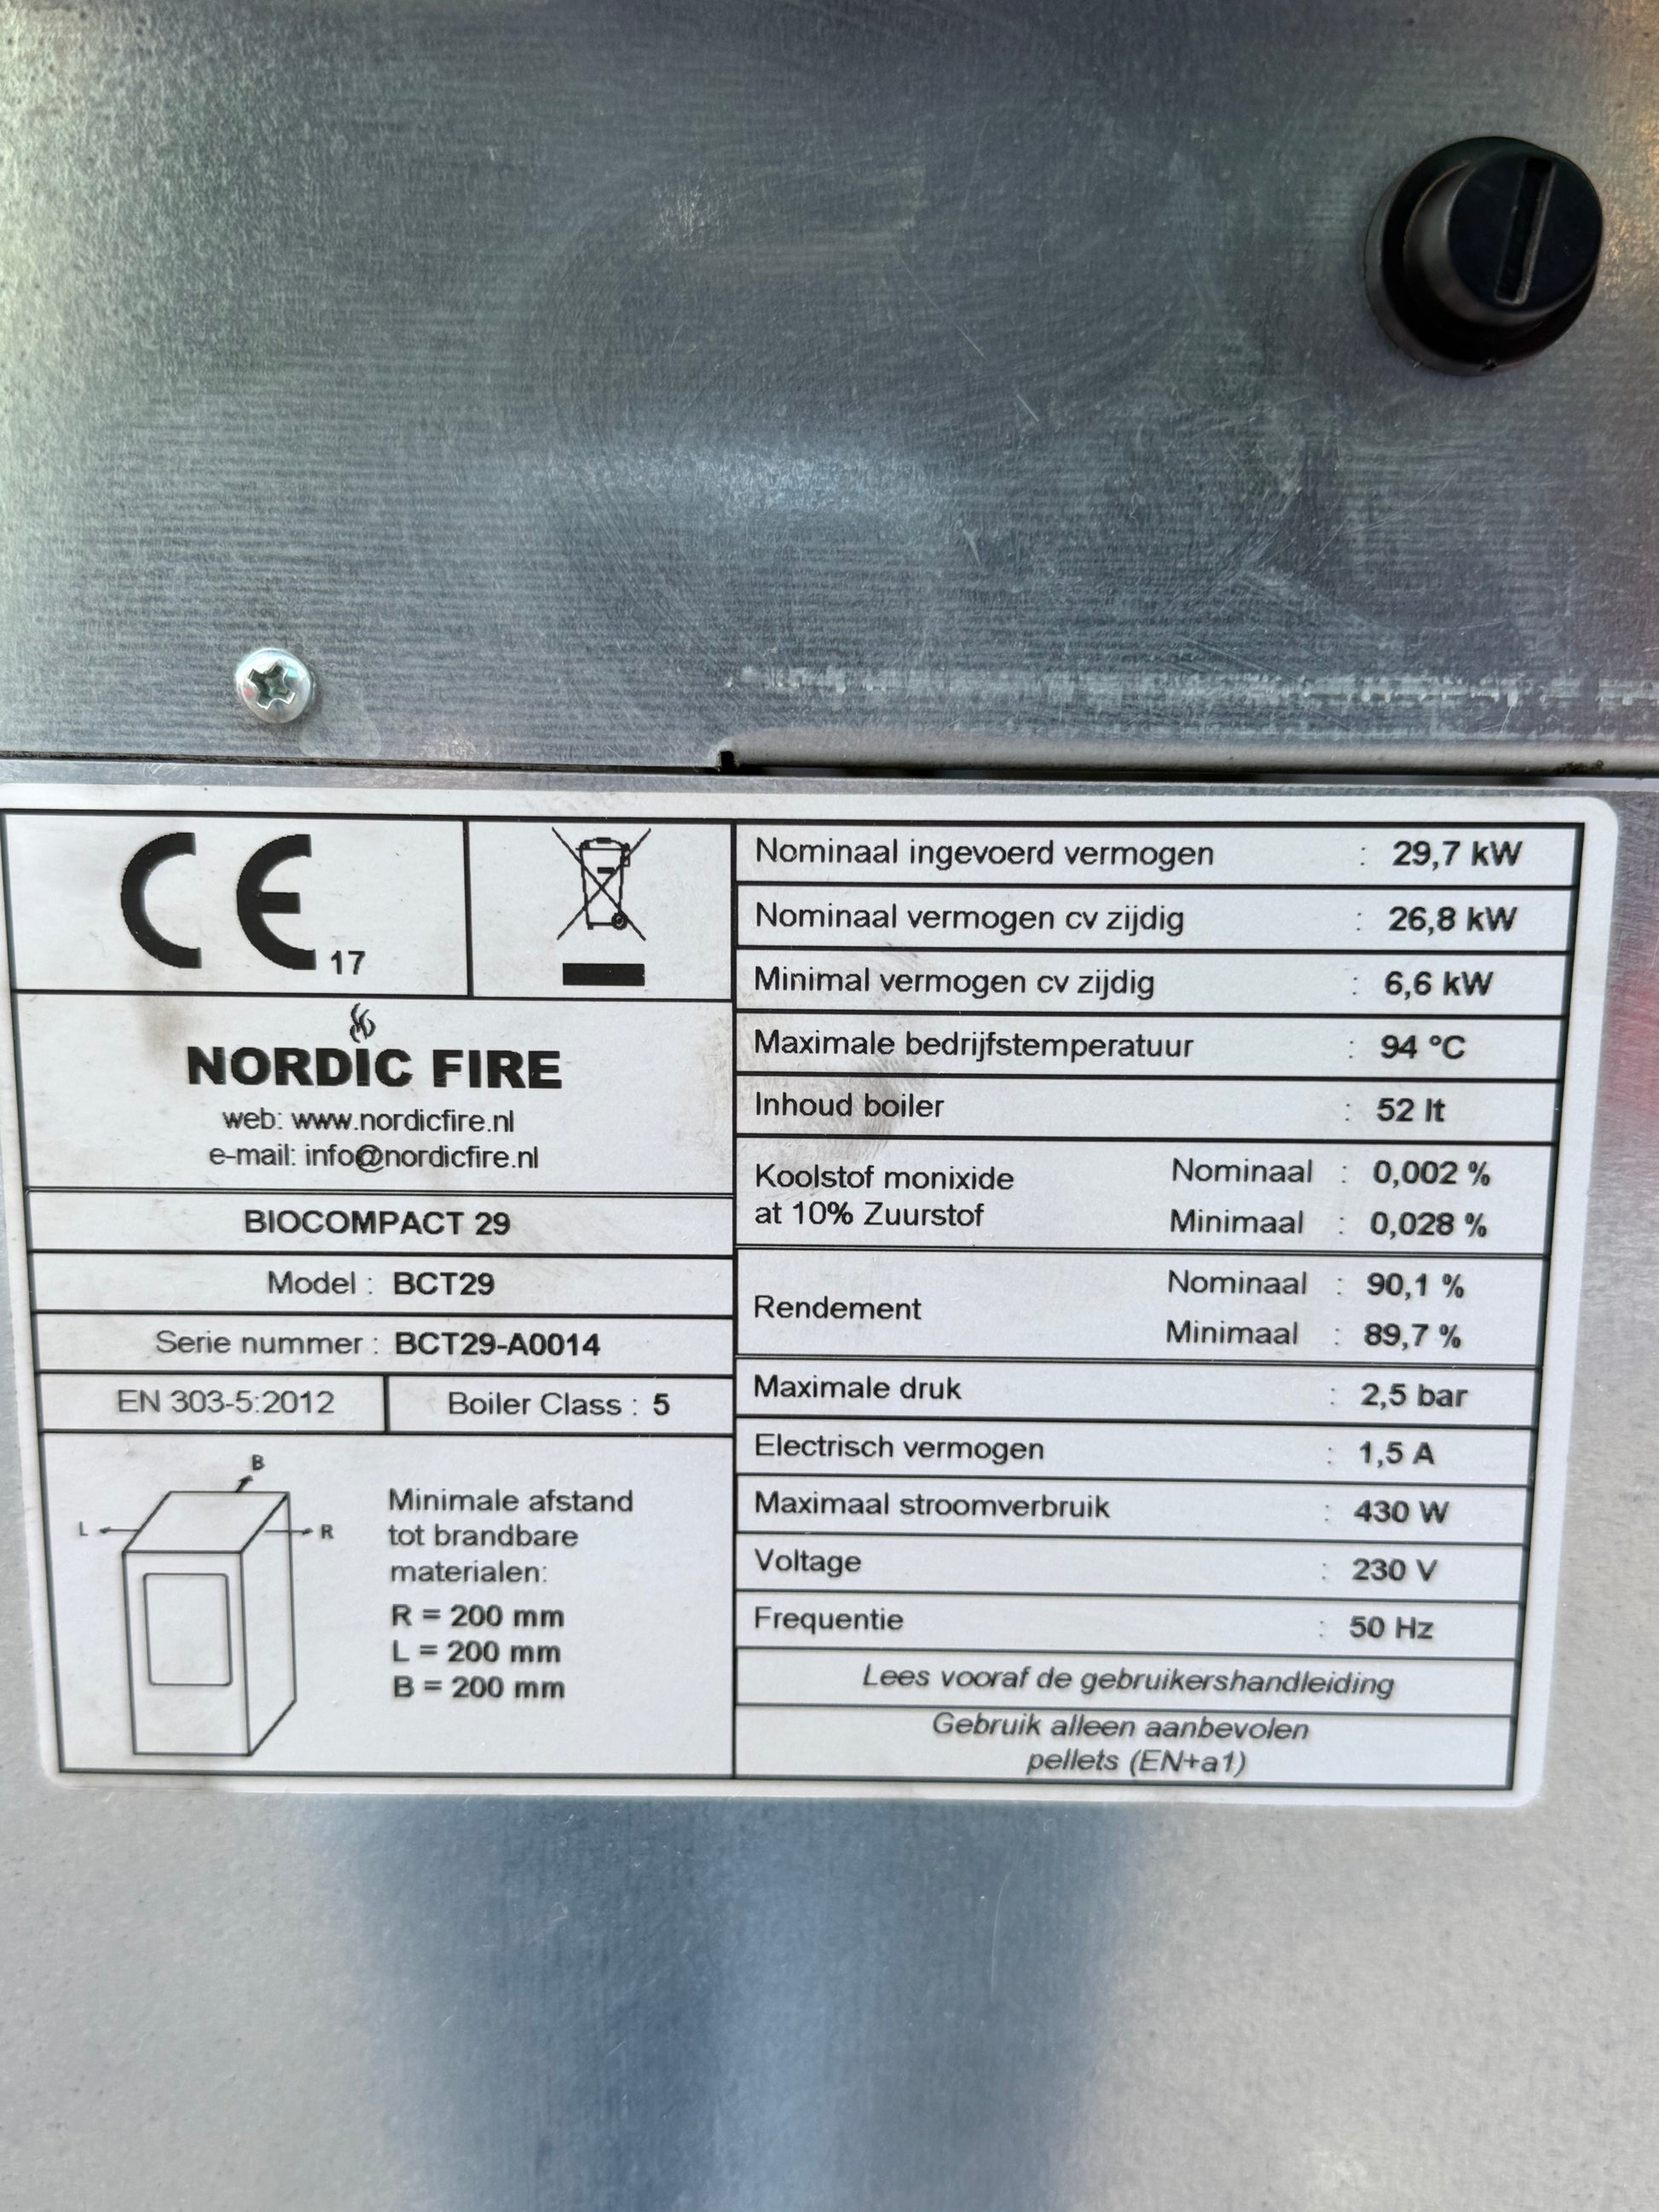 CE 17
NORDIC FIRE
web: www.nordicfire.nl
e-mail: info@nordicfire.nl
BIOCOMPACT 29
Model : BCT29
Serie nummer : BCT29-A0014
EN 303-5:2012 Boiler Class : 5
B
L R
Minimale afstand
tot brandbare
materialen:
R = 200 mm
L = 200 mm
B = 200 mm
Nominaal ingevoerd vermogen : 29,7 kW
Nominaal vermogen cv zijdig : 26,8 kW
Minimal vermogen cv zijdig : 6,6 kW
Maximale bedrijfstemperatuur : 94 °C
Inhoud boiler : 52 lt
Koolstof monixide Nominaal : 0,002 %
at 10% Zuurstof Minimaal : 0,028 %
Rendement Nominaal : 90,1 %
Minimaal : 89,7 %
Maximale druk : 2,5 bar
Electrisch vermogen : 1,5 A
Maximaal stroomverbruik : 430 W
Voltage : 230 V
Frequentie : 50 Hz
Lees vooraf de gebruikershandleiding
Gebruik alleen aanbevolen
pellets (EN+a1)